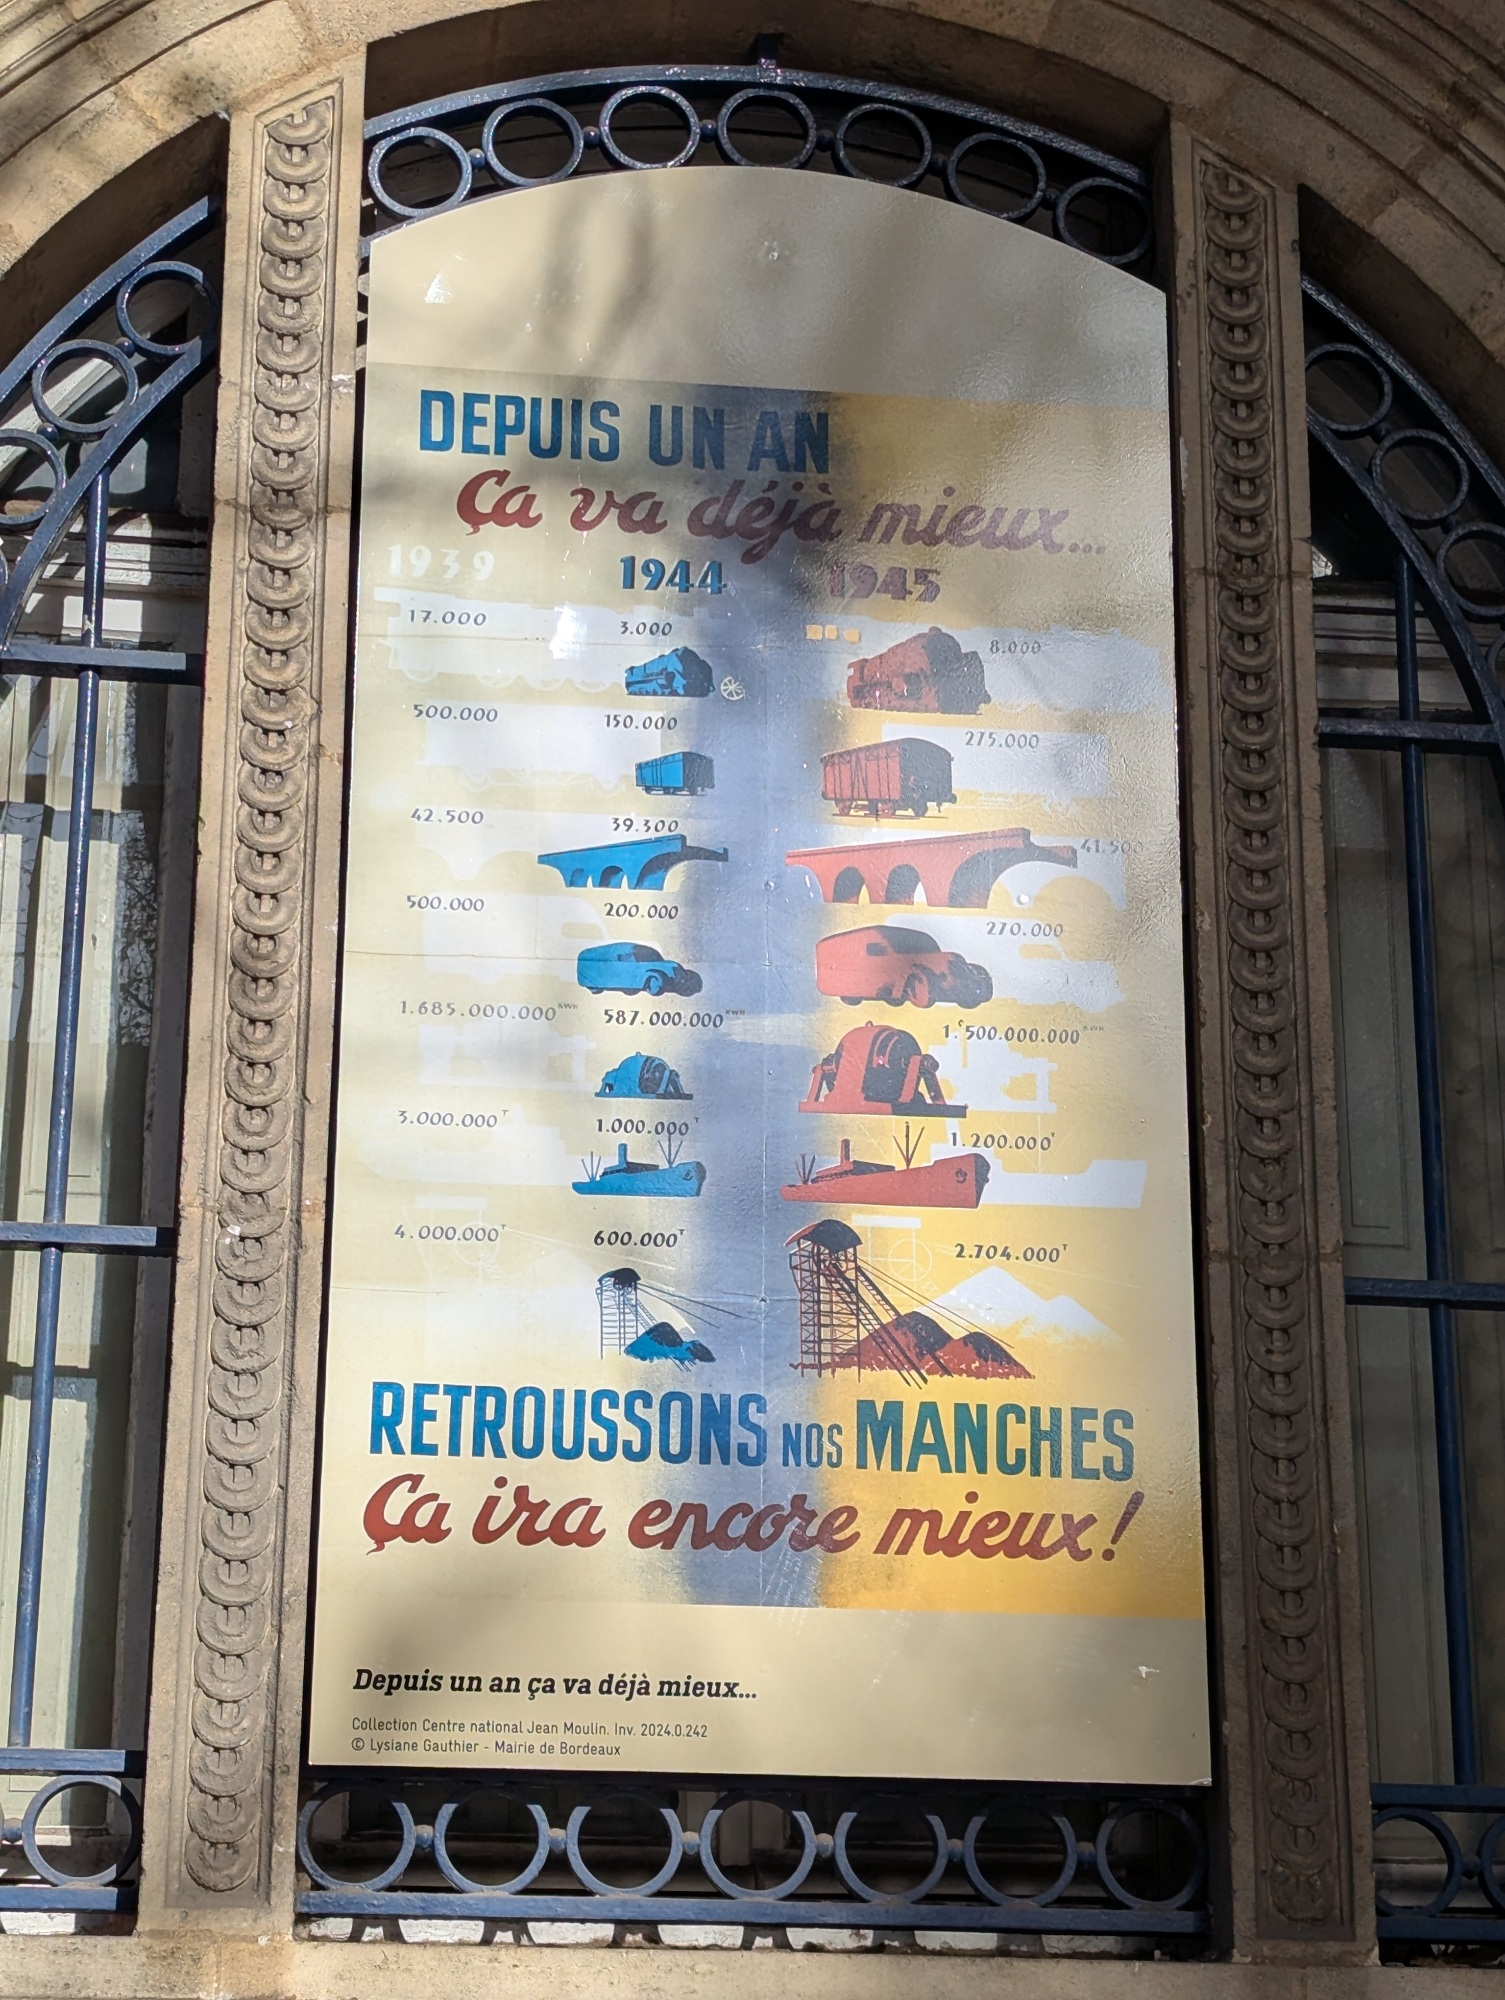 DEPUIS UN AN
Ça va déjà mieux...
1939 1944 1945
17.000 3.000 8.000
500.000 150.000 275.000
42.500 39.300 41.500
500.000 200.000 270.000
1.685.000.000 KWH 587.000.000 KWH 1.500.000.000 KWH
3.000.000 T 1.000.000 T 1.200.000 T
4.000.000 T 600.000 T 2.704.000 T
RETROUSSONS NOS MANCHES
Ça ira encore mieux!
Depuis un an ça va déjà mieux...
Collection Centre national Jean Moulin. Inv. 2024.0.242
© Lysiane Gauthier - Mairie de Bordeaux